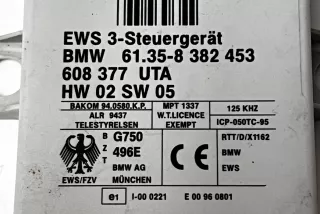 EWS 3-Steuergerät
BMW 61.35-8 382 453
608 377 UTA
HW 02 SW 05
BAKOM 94.0580.K.P. MPT 1337 125 KHZ
ALR 9437 W.T.LICENCE ICP-050TC-95
TELESTYRELSEN EXEMPT
B G750 RTT/D/X1162
Z 496E CE BMW
T BMW AG EWS
EWS/FZV MÜNCHEN
e1 I-00 0221 E 00 96 0801